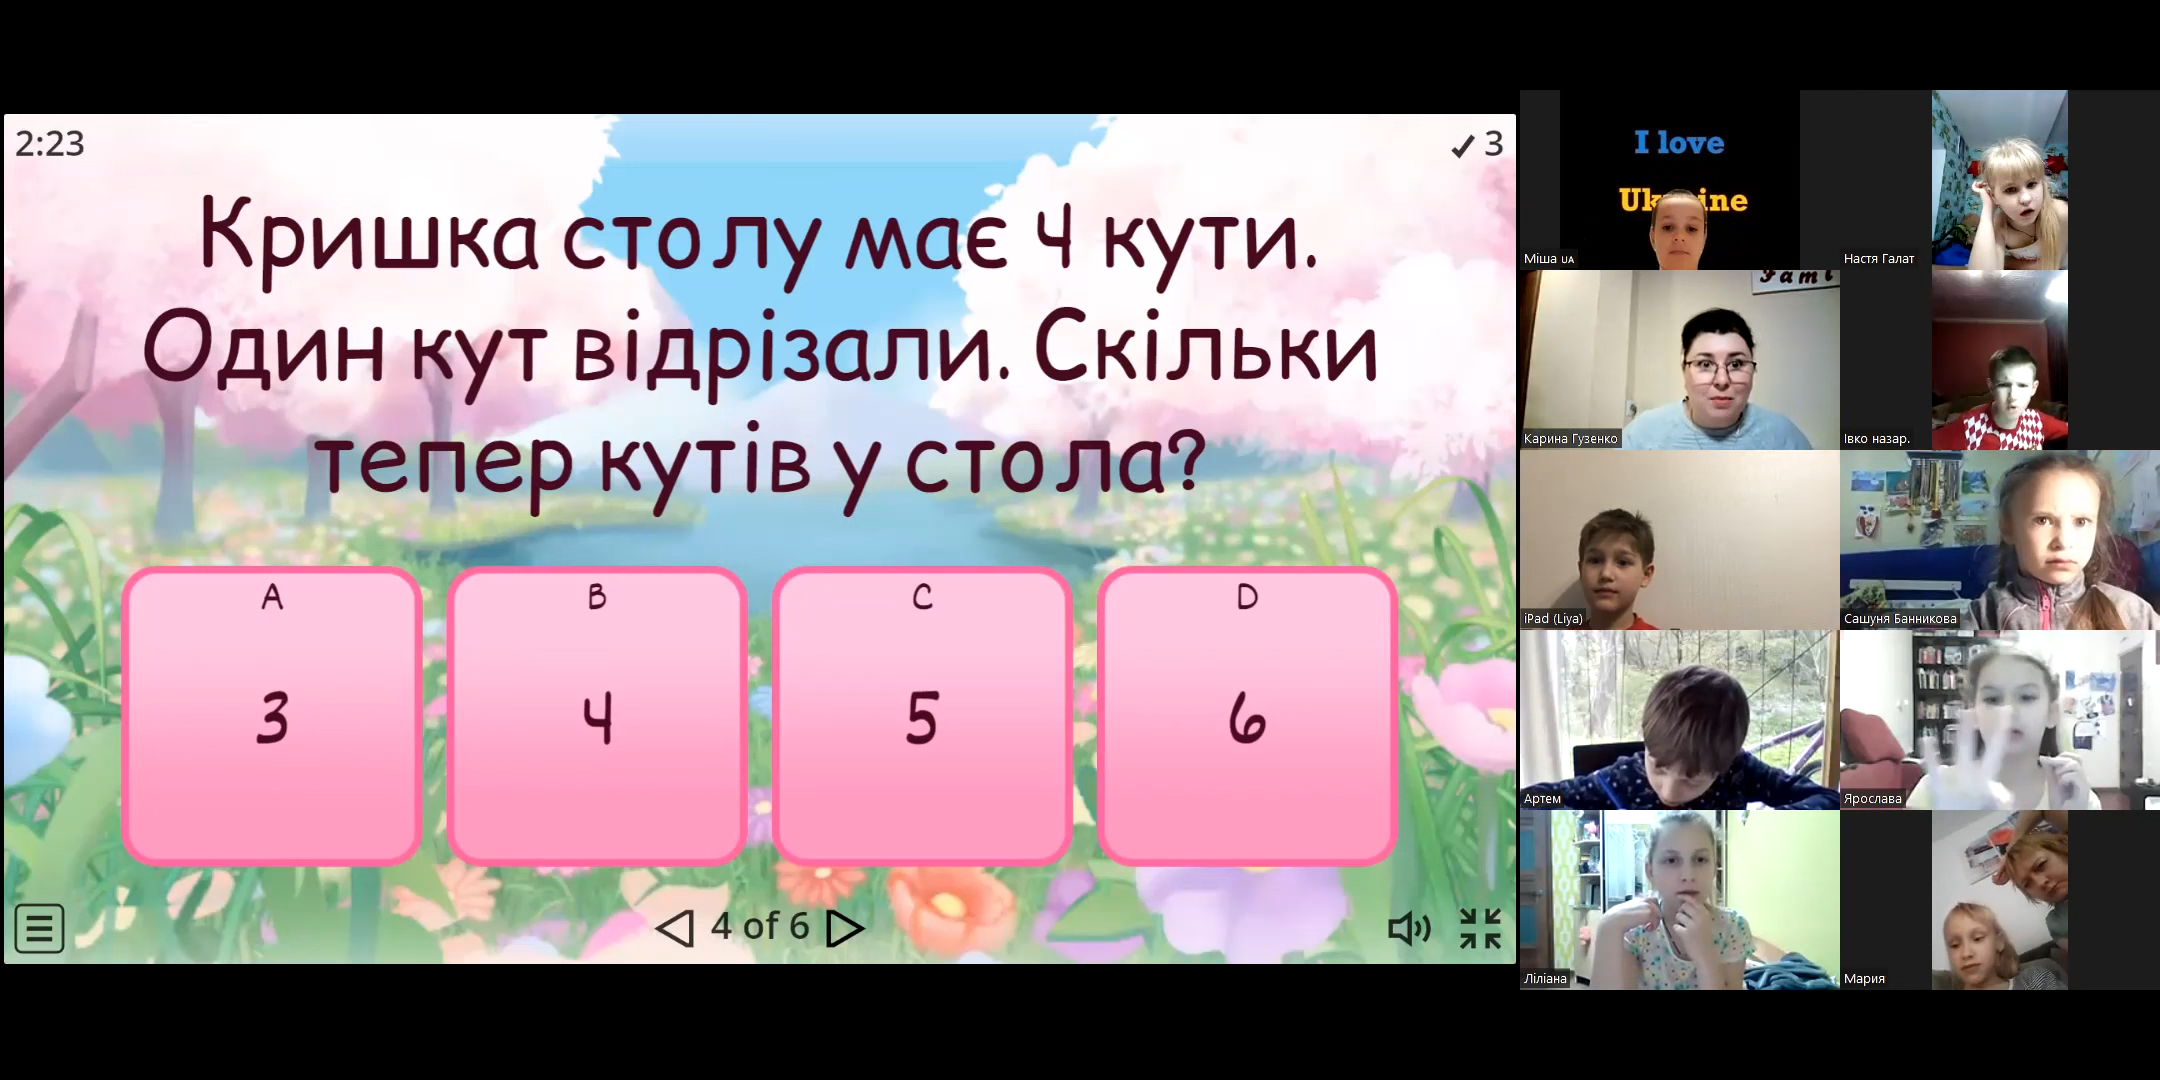 2:23
3
Кришка столу має 4 кути.
Один кут відрізали. Скільки
тепер кутів у стола?
A
3
B
4
C
5
D
6
4 of 6
I love
Ukraine
Міша UA
Настя Галат
Карина Гузенко
Івко назар.
iPad (Liya)
Сашуня Банникова
Артем
Ярослава
Ліліана
Мария